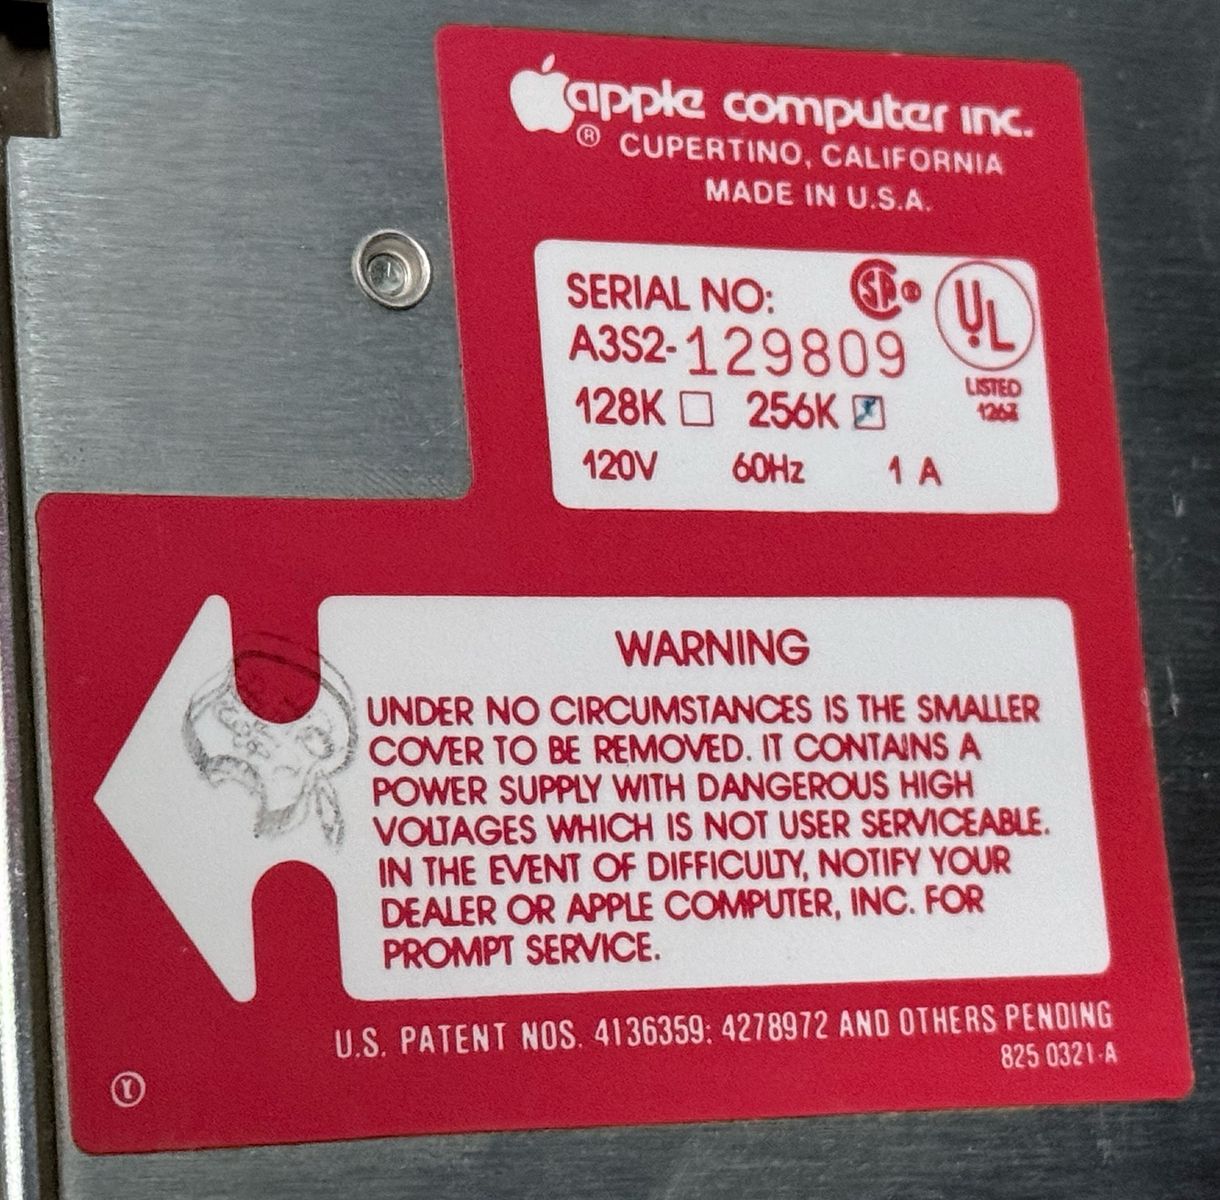 apple computer inc.
® CUPERTINO, CALIFORNIA
MADE IN U.S.A.
SERIAL NO:
A3S2-129809
128K 256K
120V 60Hz 1 A
UL
LISTED
126Z
WARNING
UNDER NO CIRCUMSTANCES IS THE SMALLER
COVER TO BE REMOVED. IT CONTAINS A
POWER SUPPLY WITH DANGEROUS HIGH
VOLTAGES WHICH IS NOT USER SERVICEABLE.
IN THE EVENT OF DIFFICULTY, NOTIFY YOUR
DEALER OR APPLE COMPUTER, INC. FOR
PROMPT SERVICE.
U.S. PATENT NOS. 4136359: 4278972 AND OTHERS PENDING
825 0321-A